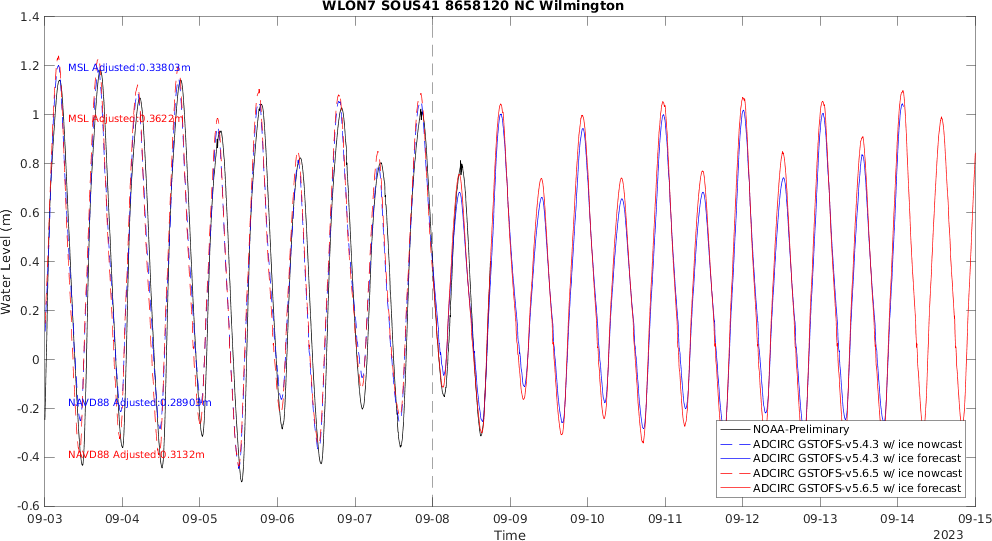 WLON7 SOUS41 8658120 NC Wilmington
1.4
1.2
1
0.8
0.6
0.4
0.2
0
-0.2
-0.4
-0.6
Water Level (m)
MSL Adjusted:0.33803m
MSL Adjusted:0.3622m
NAVD88 Adjusted:0.28903m
NAVD88 Adjusted:0.3132m
NOAA-Preliminary
ADCIRC GSTOFS-v5.4.3 w/ ice nowcast
ADCIRC GSTOFS-v5.4.3 w/ ice forecast
ADCIRC GSTOFS-v5.6.5 w/ ice nowcast
ADCIRC GSTOFS-v5.6.5 w/ ice forecast
09-03 09-04 09-05 09-06 09-07 09-08 09-09 09-10 09-11 09-12 09-13 09-14 09-15
Time
2023